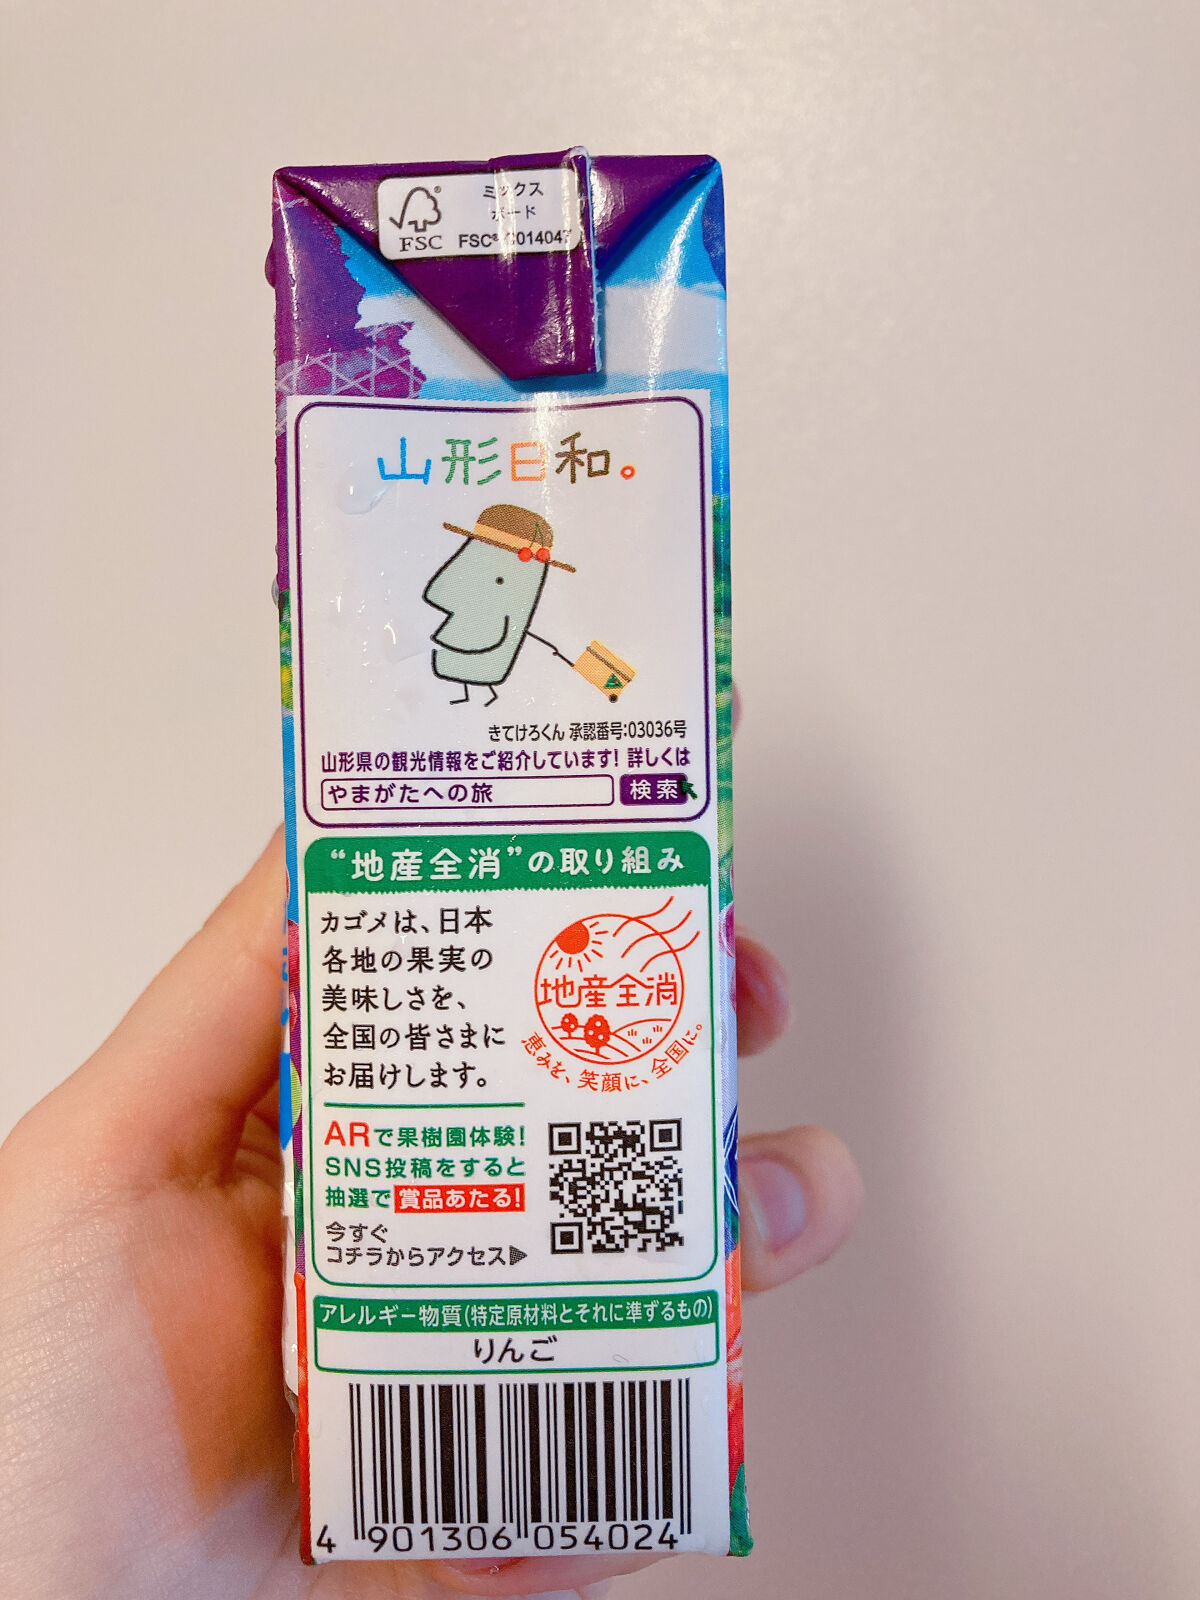 ミックス
ボード
FSC® C014047
FSC
山形日和。
きてけろくん 承認番号:03036号
山形県の観光情報をご紹介しています! 詳しくは
やまがたへの旅 検索
“地産全消”の取り組み
カゴメは、日本
各地の果実の
美味しさを、
全国の皆さまに
お届けします。
地産全消
恵みを、笑顔に、全国に。
ARで果樹園体験!
SNS投稿をすると
抽選で賞品あたる!
今すぐ
コチラからアクセス▶
アレルギー物質(特定原材料とそれに準ずるもの)
りんご
4 901306 054024